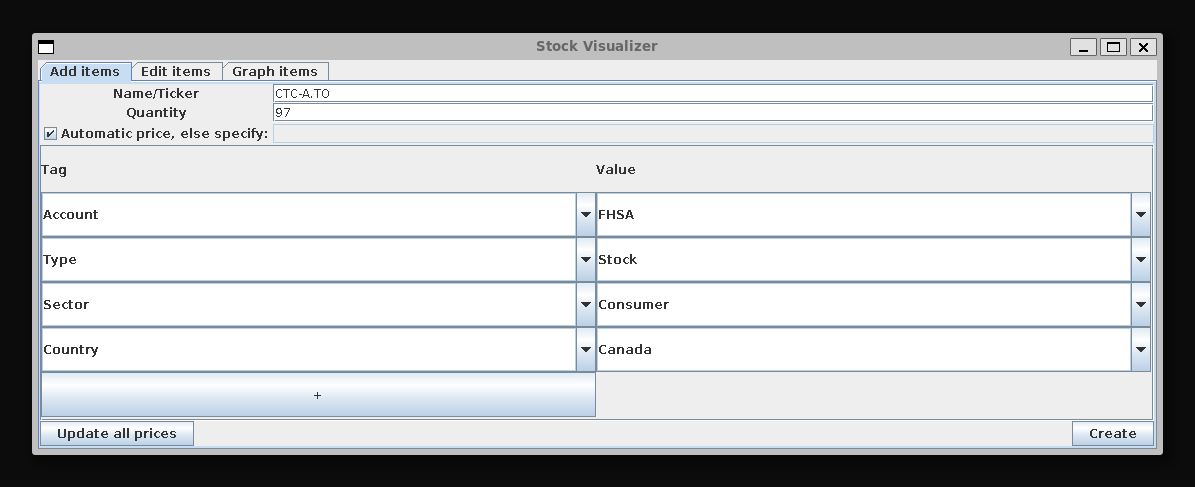 Stock Visualizer
Add items Edit items Graph items
Name/Ticker CTC-A.TO
Quantity 97
Automatic price, else specify:
Tag Value
Account FHSA
Type Stock
Sector Consumer
Country Canada
+
Update all prices Create